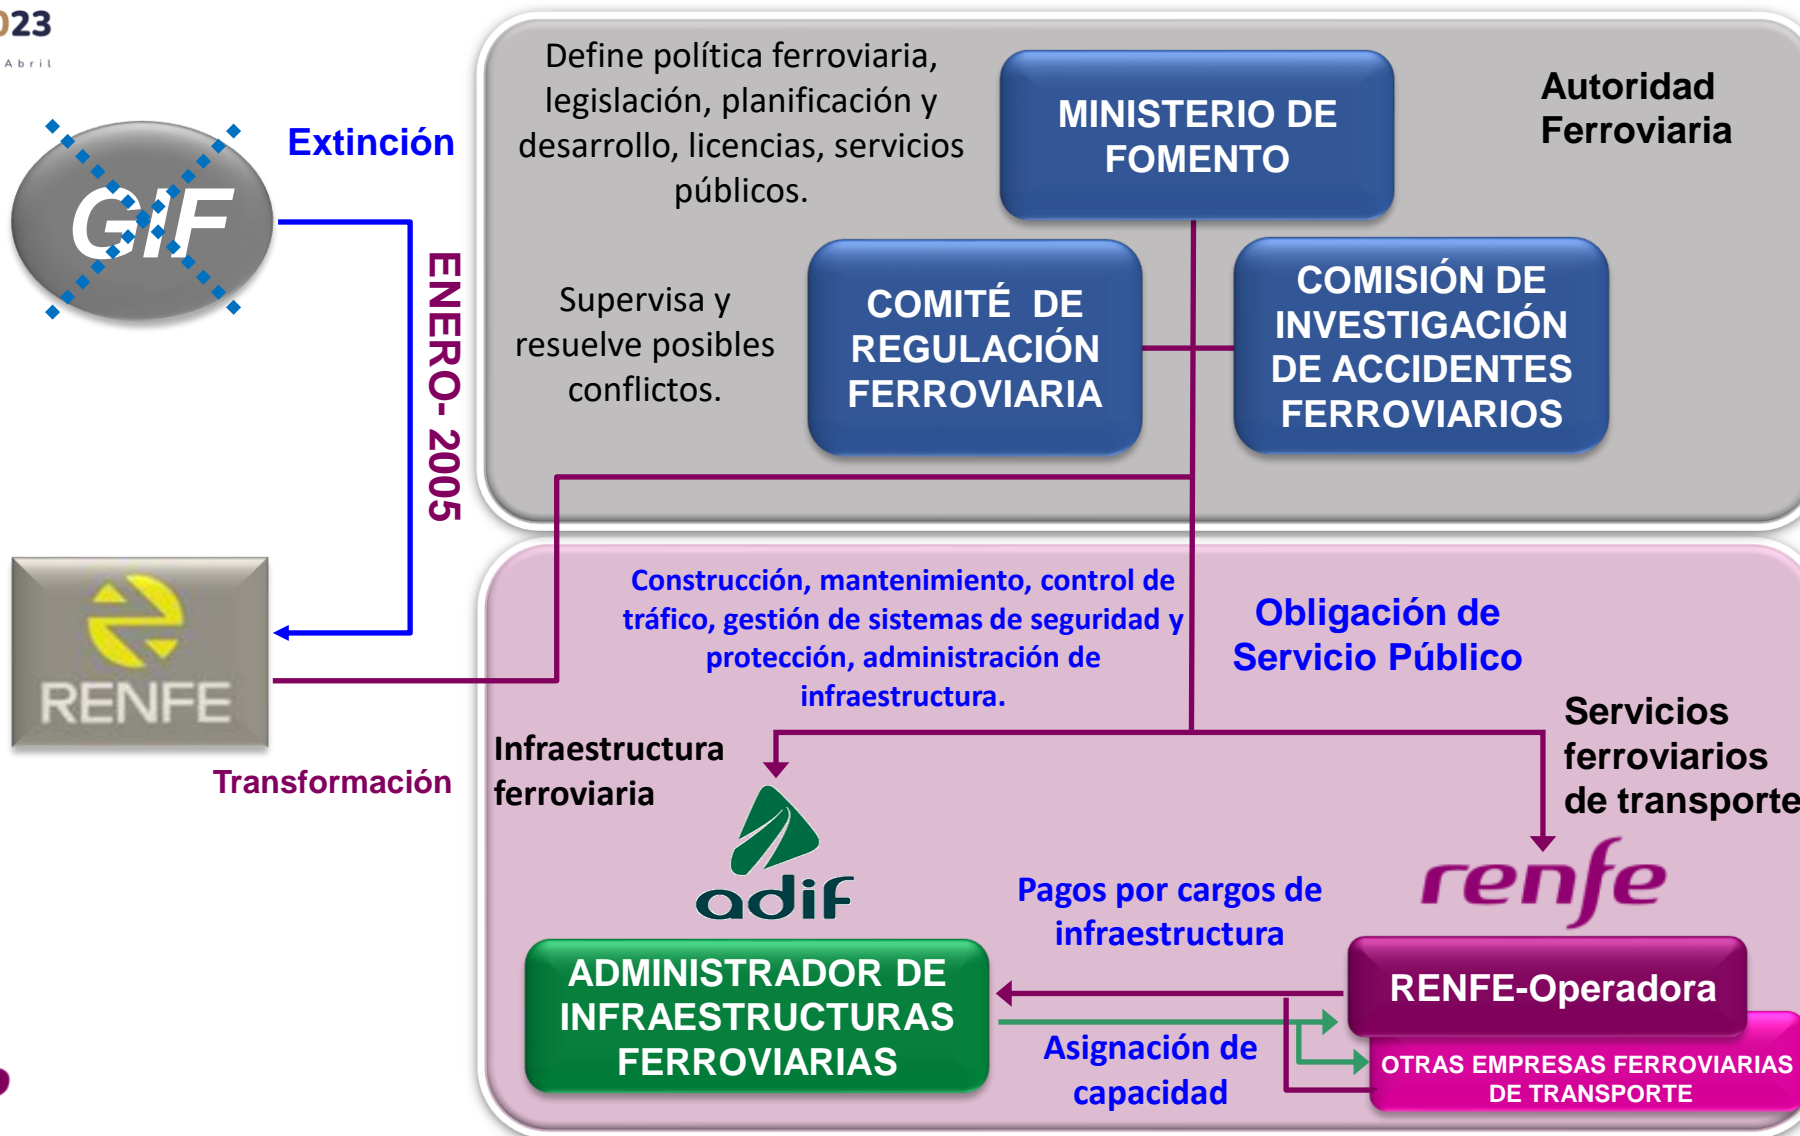 023
Abril
GIF
Extinción
ENERO- 2005
RENFE
Transformación
Define política ferroviaria,
legislación, planificación y
desarrollo, licencias, servicios
públicos.
MINISTERIO DE
FOMENTO
Autoridad
Ferroviaria
Supervisa y
resuelve posibles
conflictos.
COMITÉ DE
REGULACIÓN
FERROVIARIA
COMISIÓN DE
INVESTIGACIÓN
DE ACCIDENTES
FERROVIARIOS
Construcción, mantenimiento, control de
tráfico, gestión de sistemas de seguridad y
protección, administración de
infraestructura.
Obligación de
Servicio Público
Infraestructura
ferroviaria
Servicios
ferroviarios
de transporte
adif
renfe
Pagos por cargos de
infraestructura
ADMINISTRADOR DE
INFRAESTRUCTURAS
FERROVIARIAS
RENFE-Operadora
Asignación de
capacidad
OTRAS EMPRESAS FERROVIARIAS
DE TRANSPORTE